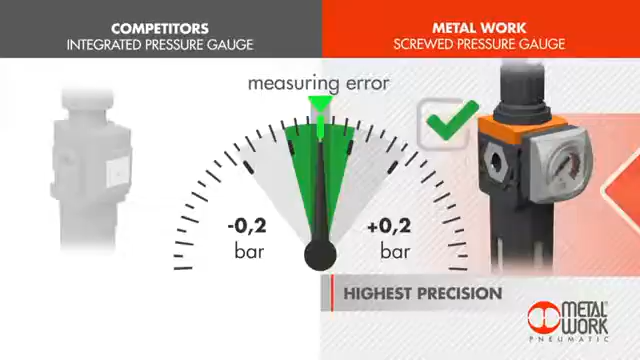 COMPETITORS
INTEGRATED PRESSURE GAUGE
METAL WORK
SCREWED PRESSURE GAUGE
measuring error
-0,2
bar
+0,2
bar
HIGHEST PRECISION
METAL
WORK
PNEUMATIC